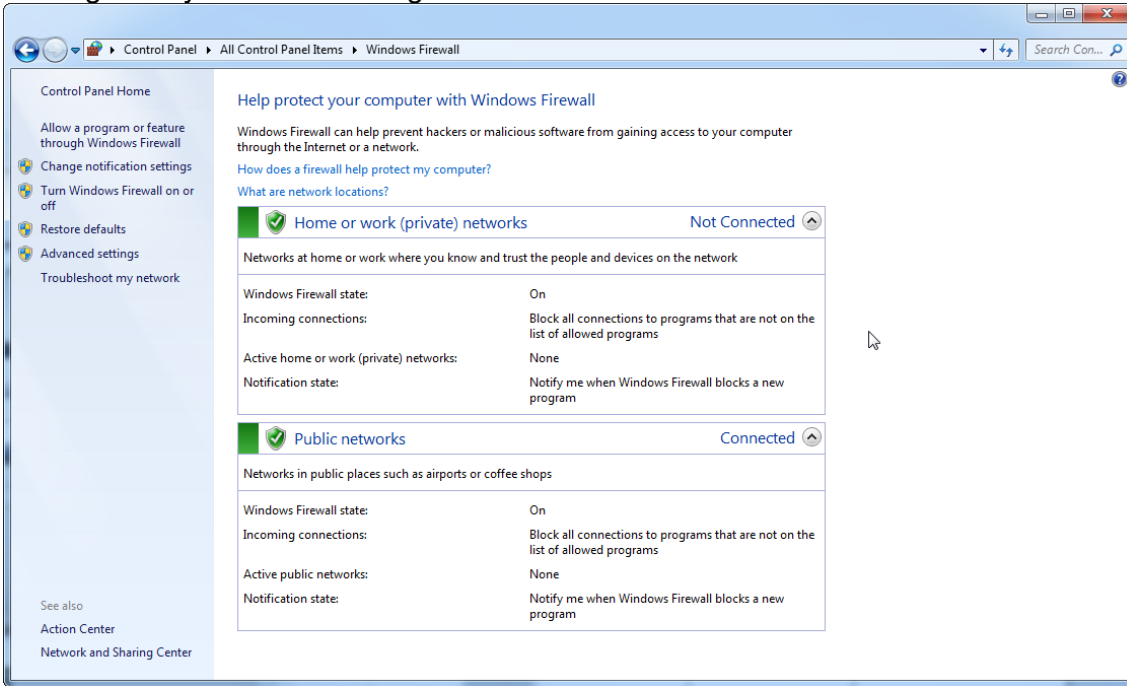 Control Panel ▸ All Control Panel Items ▸ Windows Firewall
Search Con...
Control Panel Home
Allow a program or feature
through Windows Firewall
Change notification settings
Turn Windows Firewall on or
off
Restore defaults
Advanced settings
Troubleshoot my network
See also
Action Center
Network and Sharing Center
Help protect your computer with Windows Firewall
Windows Firewall can help prevent hackers or malicious software from gaining access to your computer
through the Internet or a network.
How does a firewall help protect my computer?
What are network locations?
Home or work (private) networks Not Connected
Networks at home or work where you know and trust the people and devices on the network
Windows Firewall state: On
Incoming connections: Block all connections to programs that are not on the
list of allowed programs
Active home or work (private) networks: None
Notification state: Notify me when Windows Firewall blocks a new
program
Public networks Connected
Networks in public places such as airports or coffee shops
Windows Firewall state: On
Incoming connections: Block all connections to programs that are not on the
list of allowed programs
Active public networks: None
Notification state: Notify me when Windows Firewall blocks a new
program